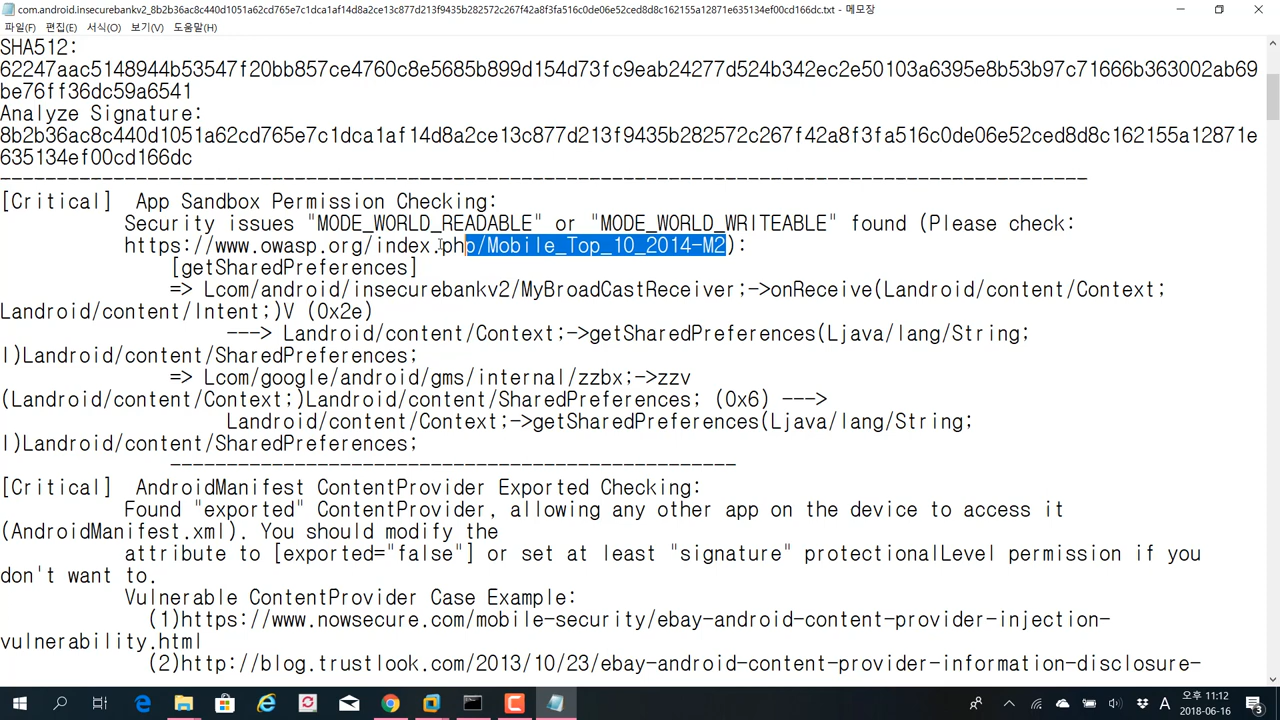 com.android.insecurebankv2_8b2b36ac8c440d1051a62cd765e7c1dca1af14d8a2ce13c877d213f9435b282572c267f42a8f3fa516c0de06e52ced8d8c162155a12871e635134ef00cd166dc.txt - 메모장
파일(F) 편집(E) 서식(O) 보기(V) 도움말(H)
SHA512:
62247aac5148944b53547f20bb857ce4760c8e5685b899d154d73fc9eab24277d524b342ec2e50103a6395e8b53b97c71666b363002ab69
be76ff36dc59a6541
Analyze Signature:
8b2b36ac8c440d1051a62cd765e7c1dca1af14d8a2ce13c877d213f9435b282572c267f42a8f3fa516c0de06e52ced8d8c162155a12871e
635134ef00cd166dc
------------------------------------------------------------------------------------------------
[Critical]  App Sandbox Permission Checking:
Security issues "MODE_WORLD_READABLE" or "MODE_WORLD_WRITEABLE" found (Please check:
https://www.owasp.org/index.php/Mobile_Top_10_2014-M2):
[getSharedPreferences]
=> Lcom/android/insecurebankv2/MyBroadCastReceiver;->onReceive(Landroid/content/Context;
Landroid/content/Intent;)V (0x2e)
---> Landroid/content/Context;->getSharedPreferences(Ljava/lang/String;
I)Landroid/content/SharedPreferences;
=> Lcom/google/android/gms/internal/zzbx;->zzv
(Landroid/content/Context;)Landroid/content/SharedPreferences; (0x6) --->
Landroid/content/Context;->getSharedPreferences(Ljava/lang/String;
I)Landroid/content/SharedPreferences;
--------------------------------------------------
[Critical]  AndroidManifest ContentProvider Exported Checking:
Found "exported" ContentProvider, allowing any other app on the device to access it
(AndroidManifest.xml). You should modify the
attribute to [exported="false"] or set at least "signature" protectionalLevel permission if you
don't want to.
Vulnerable ContentProvider Case Example:
(1)https://www.nowsecure.com/mobile-security/ebay-android-content-provider-injection-
vulnerability.html
(2)http://blog.trustlook.com/2013/10/23/ebay-android-content-provider-information-disclosure-
A 오후 11:12
2018-06-16
3